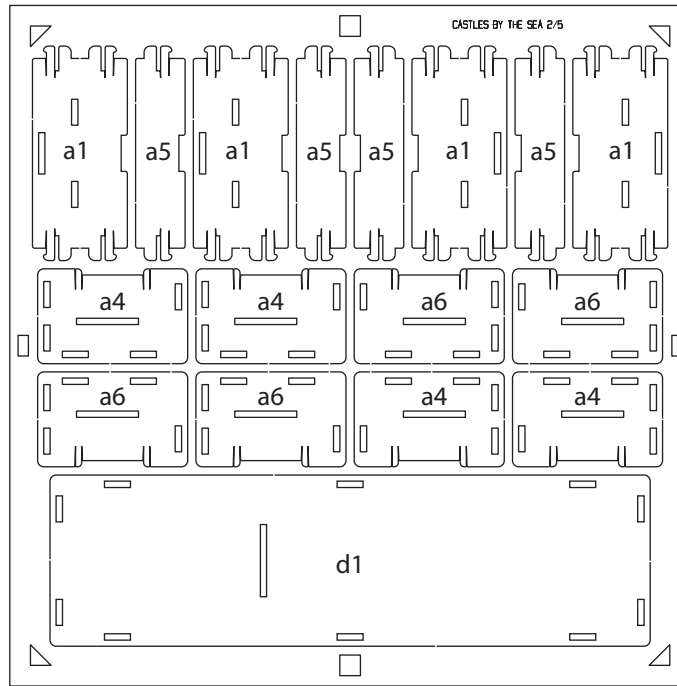 CASTLES BY THE SEA 2/5
a1 a5 a1 a5 a5 a1 a5 a1
a4 a4 a6 a6
a6 a6 a4 a4
d1